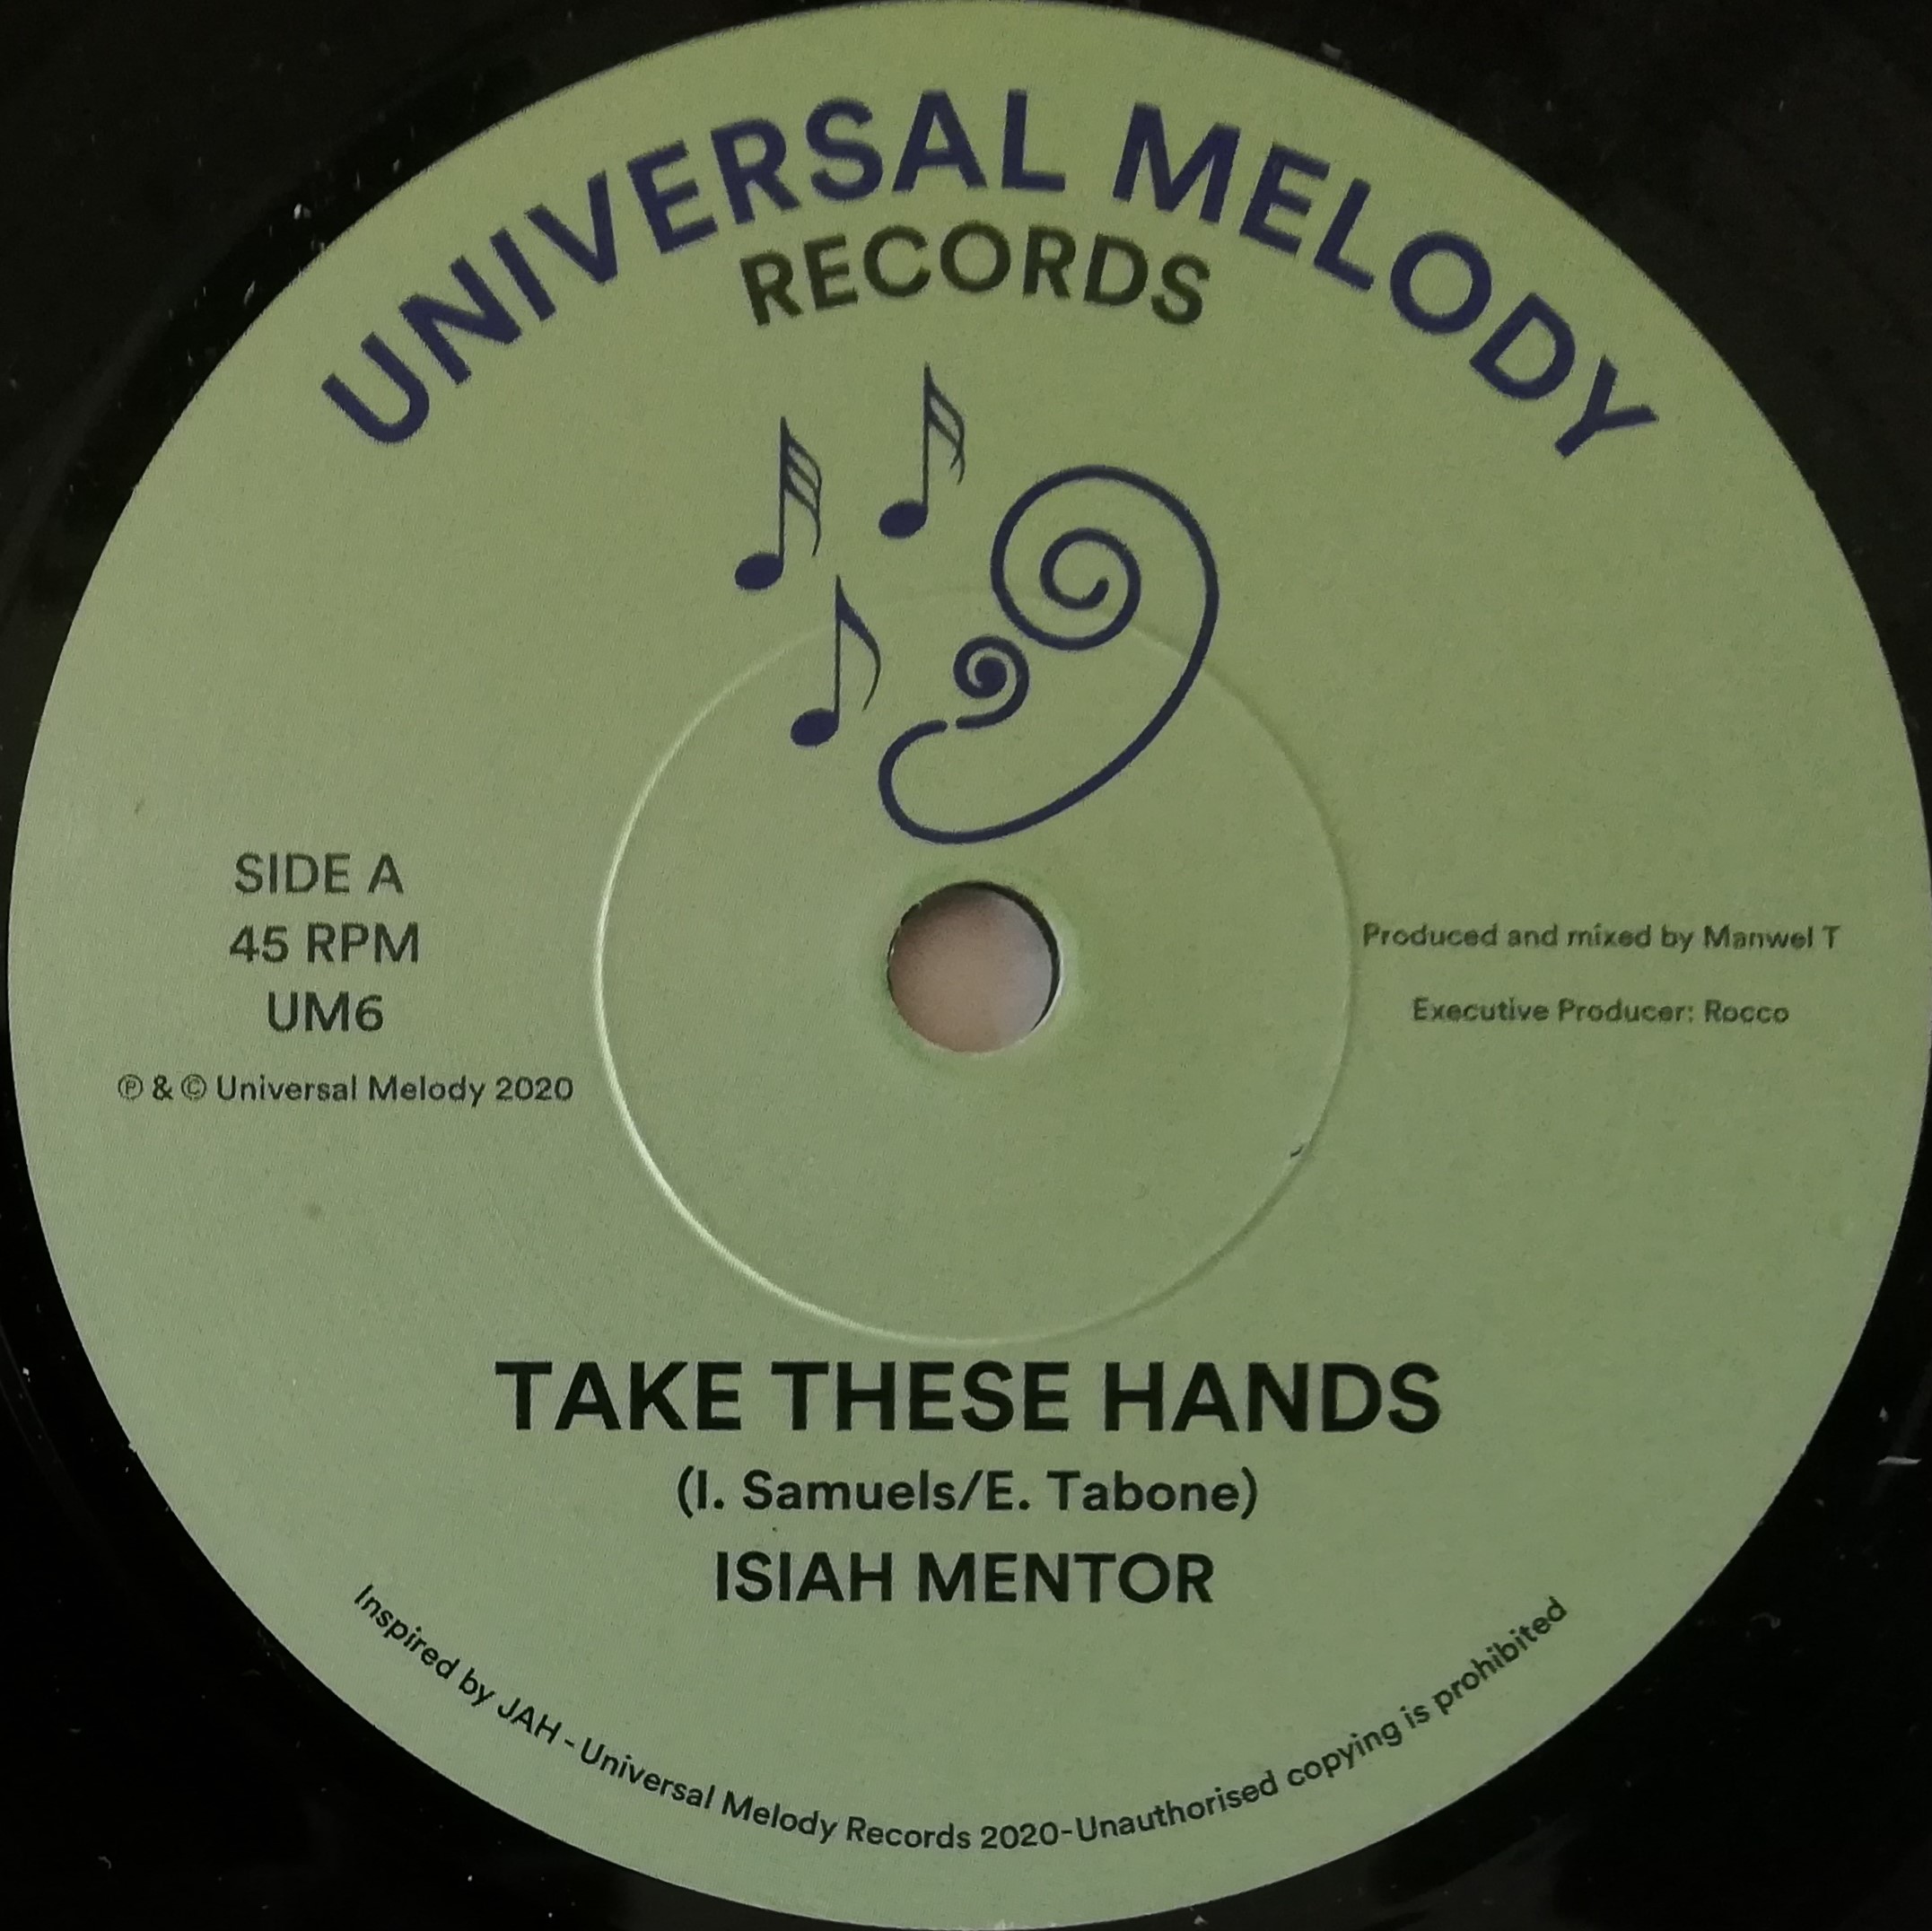 UNIVERSAL MELODY
RECORDS
SIDE A
45 RPM
UM6
℗ & © Universal Melody 2020
Produced and mixed by Manwel T
Executive Producer: Rocco
TAKE THESE HANDS
(I. Samuels/E. Tabone)
ISIAH MENTOR
Inspired by JAH - Universal Melody Records 2020-Unauthorised copying is prohibited